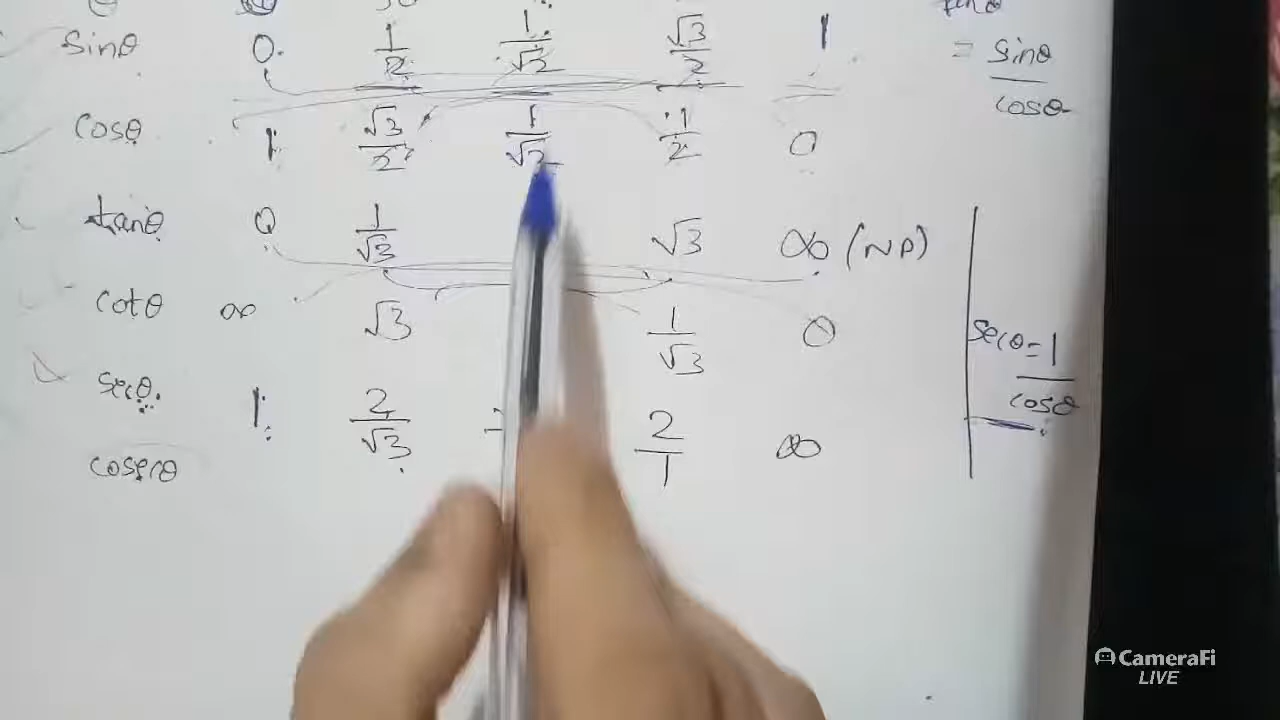 sinθ 0 1/2 1/√2 √3/2 1
= sinθ/cosθ
cosθ 1 √3/2 1/√2 1/2 0
tanθ 0 1/√3 √3 ∞ (ND)
cotθ ∞ √3 1/√3 0
secθ = 1/cosθ
secθ 1 2/√3 2/1 ∞
cosecθ
CameraFi
LIVE